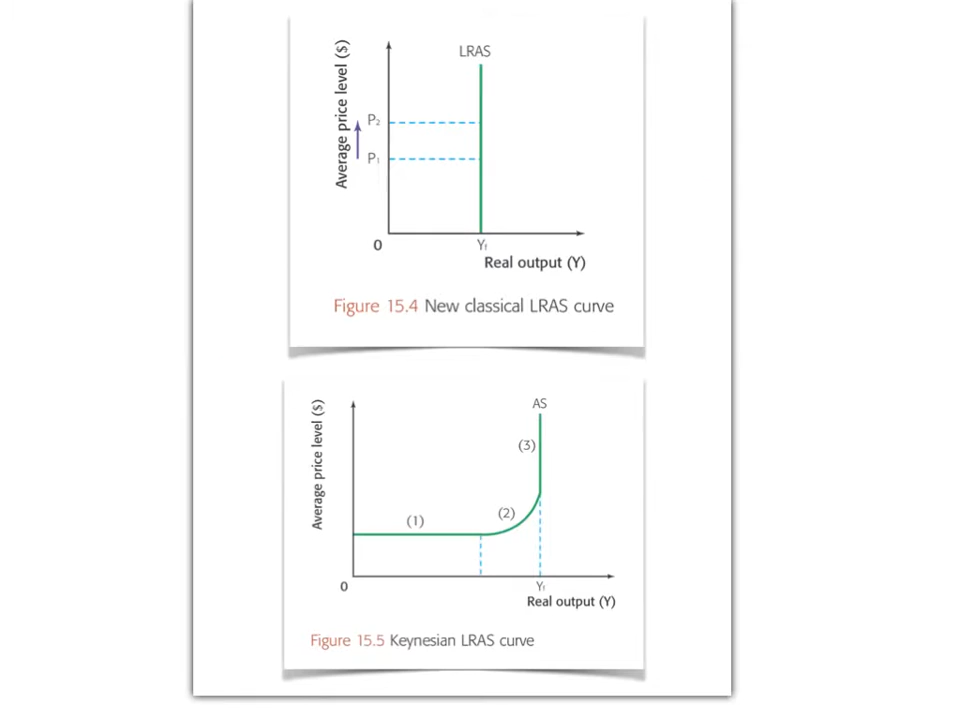 Average price level ($)
LRAS
P₂
P₁
0
Yf
Real output (Y)
Figure 15.4 New classical LRAS curve
Average price level ($)
AS
(3)
(2)
(1)
0
Yf
Real output (Y)
Figure 15.5 Keynesian LRAS curve